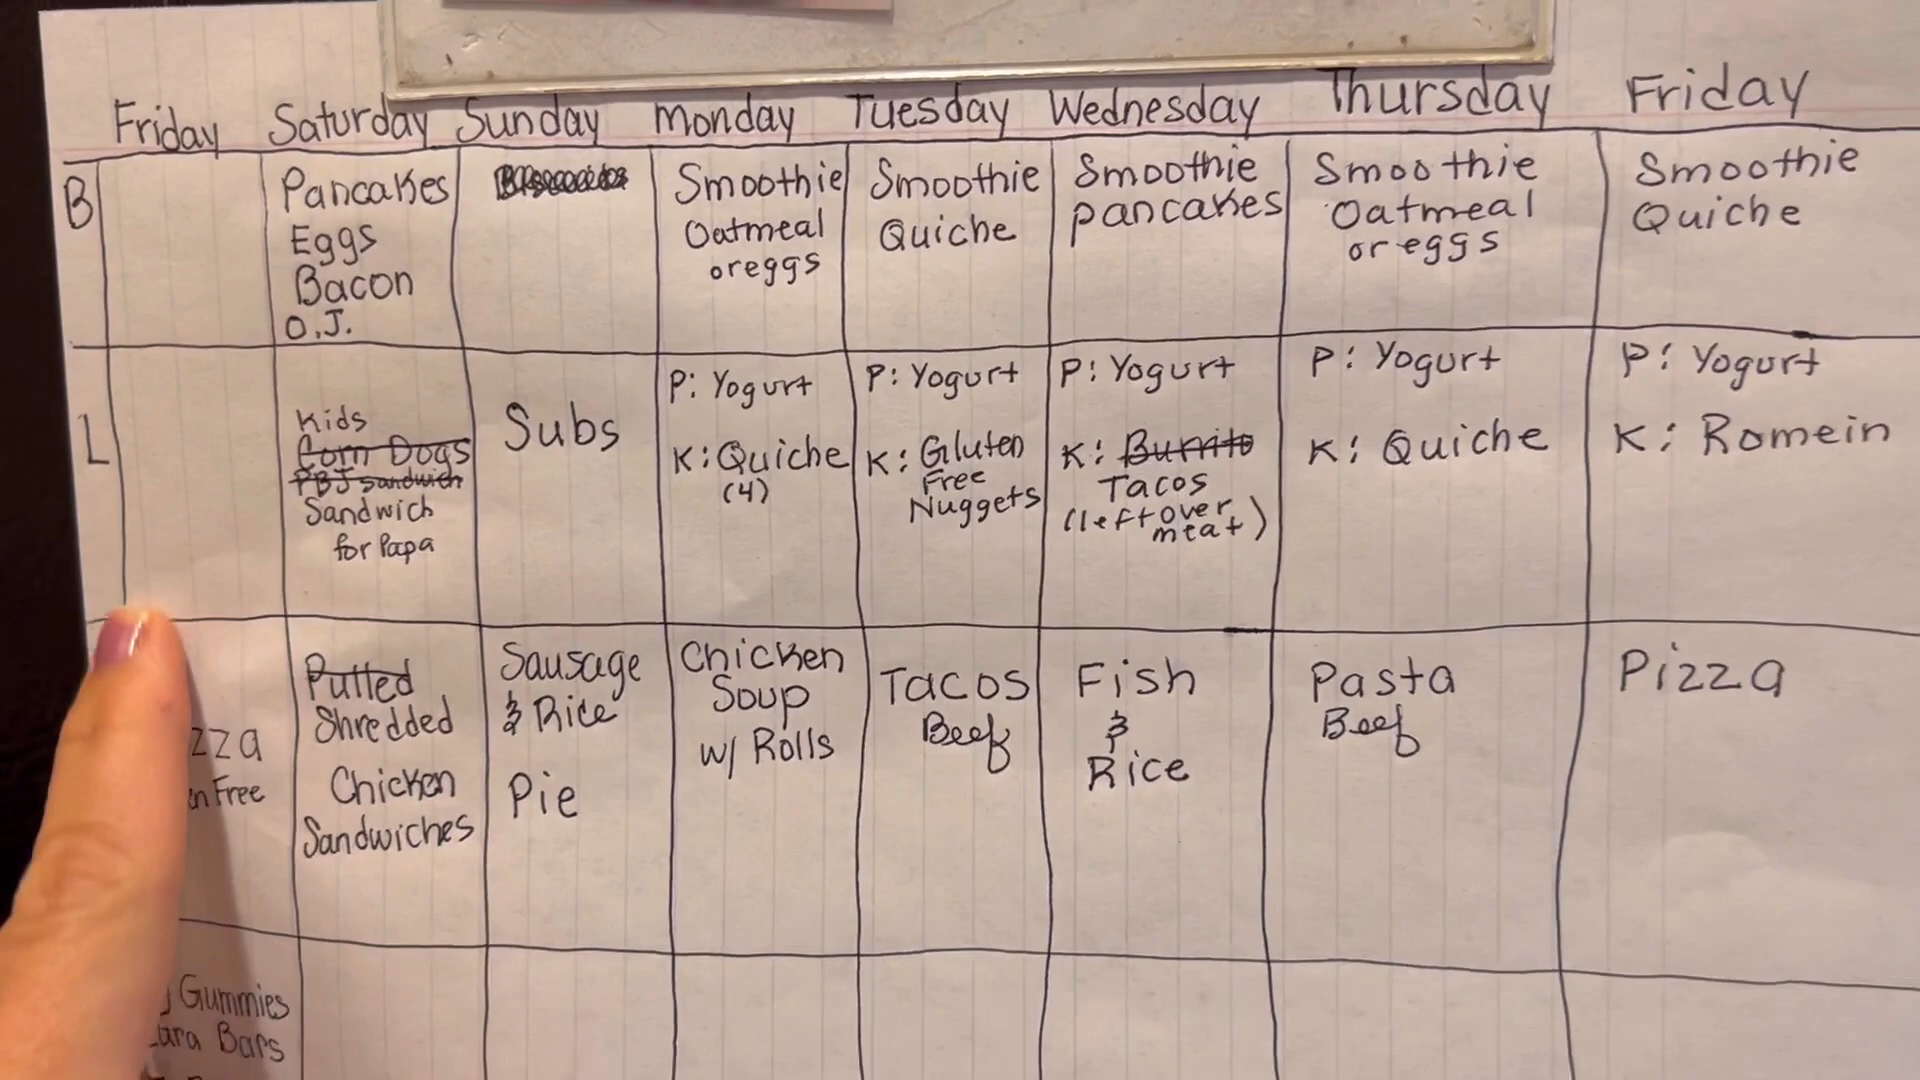 Friday Saturday Sunday Monday Tuesday Wednesday Thursday Friday
B
Pancakes
Eggs
Bacon
O.J.
Smoothie
Oatmeal
or eggs
Smoothie
Quiche
Smoothie
pancakes
Smoothie
Oatmeal
or eggs
Smoothie
Quiche
L
Kids
Corn Dogs
PBJ sandwich
Sandwich
for Papa
Subs
P: Yogurt
K: Quiche
(4)
P: Yogurt
K: Gluten
Free
Nuggets
P: Yogurt
K: Burrito
Tacos
(leftover
meat)
P: Yogurt
K: Quiche
P: Yogurt
K: Romein
zza
en Free
Pulled
Shredded
Chicken
Sandwiches
Sausage
& Rice
Pie
Chicken
Soup
w/ Rolls
Tacos
Beef
Fish
&
Rice
Pasta
Beef
Pizza
Gummies
Bars